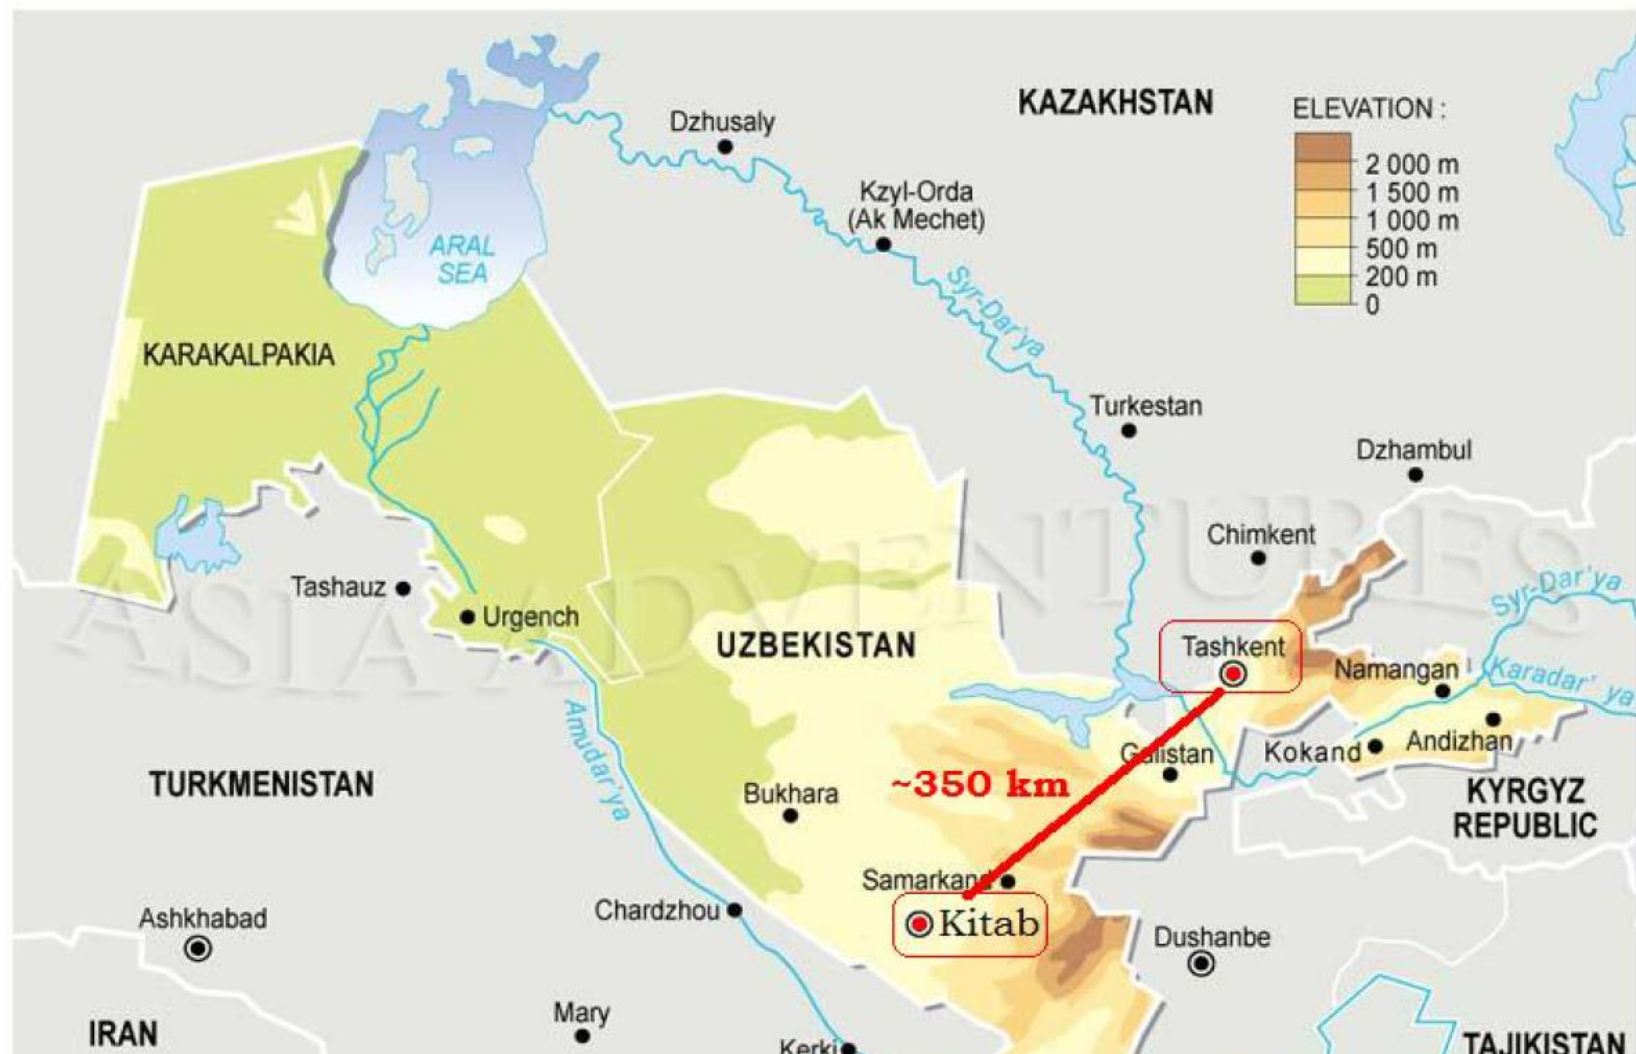 KAZAKHSTAN
ELEVATION :
2 000 m
1 500 m
1 000 m
500 m
200 m
0
Dzhusaly
Kzyl-Orda
(Ak Mechet)
ARAL
SEA
Syr-Dar'ya
KARAKALPAKIA
Turkestan
Dzhambul
Chimkent
ASIA ADVENTURES
Tashauz
Urgench
UZBEKISTAN
Tashkent
Namangan
Syr-Dar'ya
Karadar' ya
Amudar'ya
Gulistan
Kokand
Andizhan
TURKMENISTAN
Bukhara
~350 km
KYRGYZ
REPUBLIC
Samarkand
Chardzhou
Kitab
Ashkhabad
Dushanbe
Mary
IRAN
Kerki
TAJIKISTAN